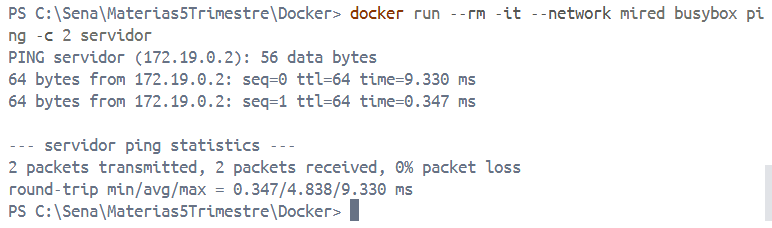 PS C:\Sena\Materias5Trimestre\Docker> docker run --rm -it --network mired busybox pi
ng -c 2 servidor
PING servidor (172.19.0.2): 56 data bytes
64 bytes from 172.19.0.2: seq=0 ttl=64 time=9.330 ms
64 bytes from 172.19.0.2: seq=1 ttl=64 time=0.347 ms
--- servidor ping statistics ---
2 packets transmitted, 2 packets received, 0% packet loss
round-trip min/avg/max = 0.347/4.838/9.330 ms
PS C:\Sena\Materias5Trimestre\Docker>